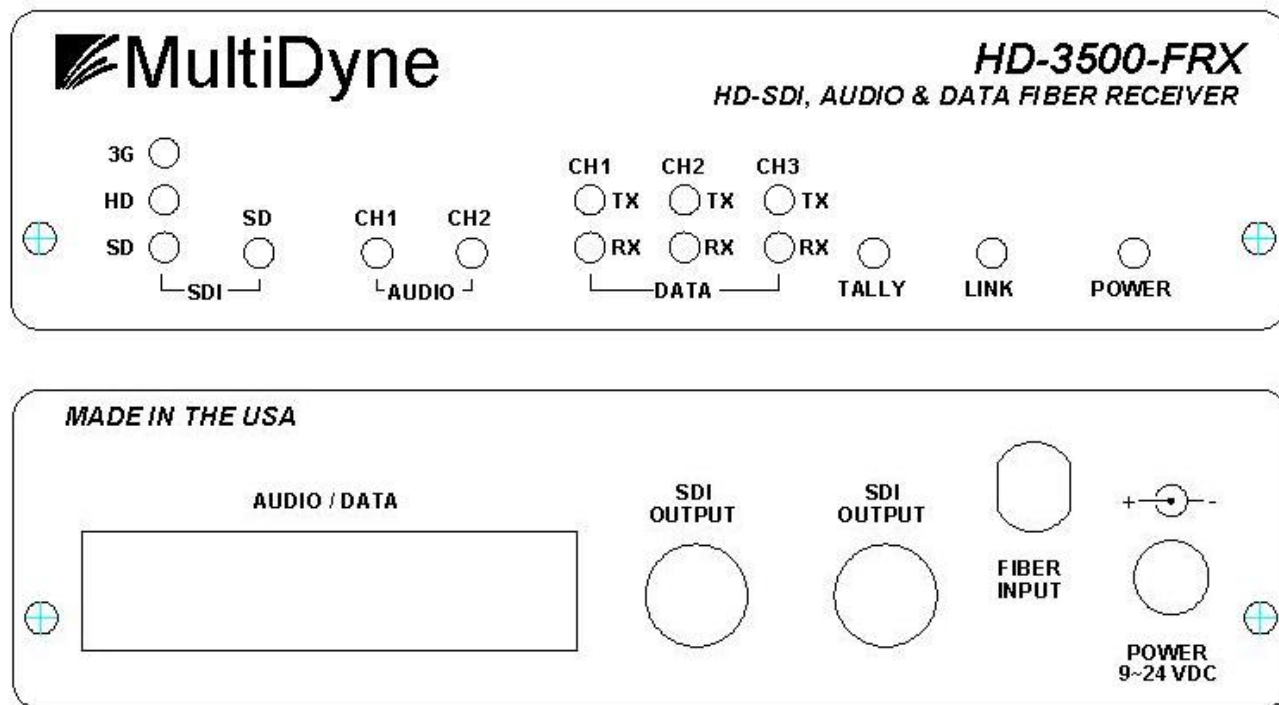 MultiDyne
HD-3500-FRX
HD-SDI, AUDIO & DATA FIBER RECEIVER
3G
HD
SD
SD
SDI
CH1 CH2
AUDIO
CH1 CH2 CH3
TX TX TX
RX RX RX
DATA
TALLY
LINK
POWER
MADE IN THE USA
AUDIO / DATA
SDI
OUTPUT
SDI
OUTPUT
FIBER
INPUT
+ -
POWER
9~24 VDC